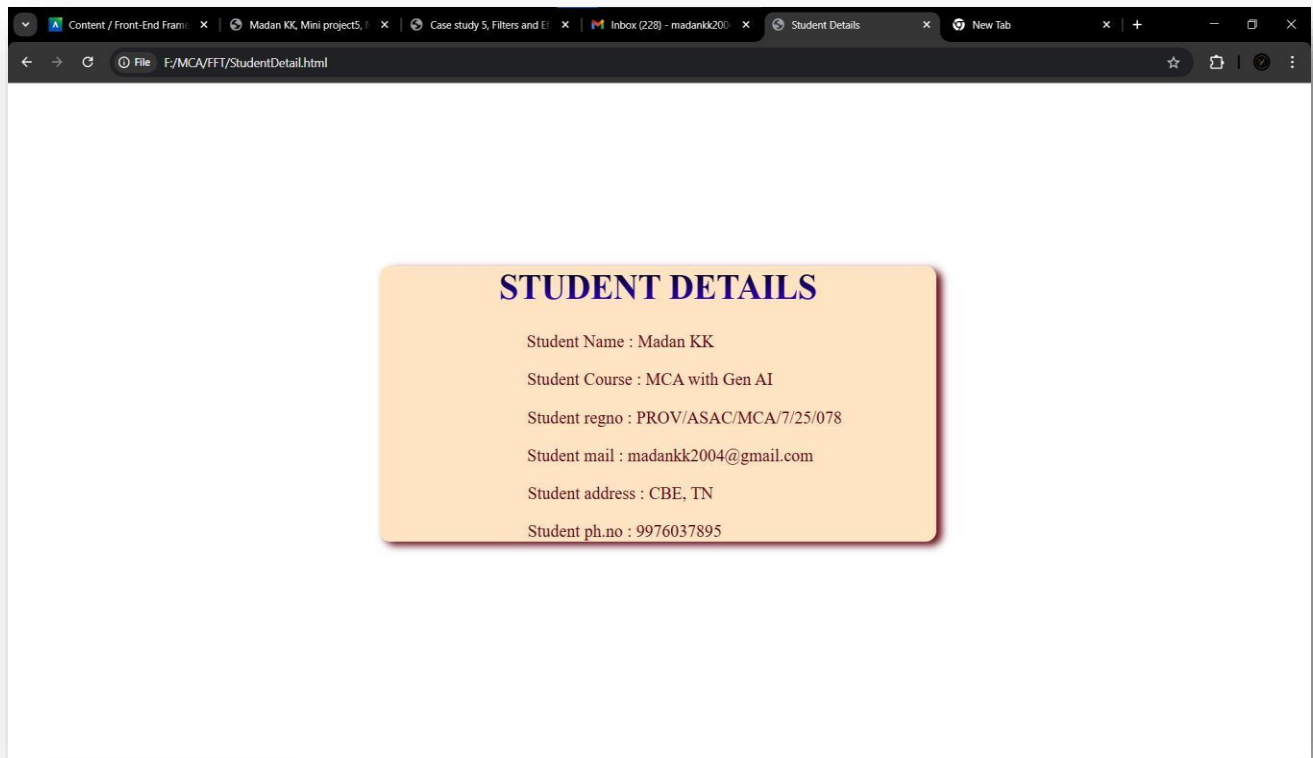 Content / Front-End Frame
Madan KK, Mini project5,
Case study 5, Filters and Ef
Inbox (228) - madankk200
Student Details
New Tab
File
F:/MCA/FFT/StudentDetail.html
STUDENT DETAILS
Student Name : Madan KK
Student Course : MCA with Gen AI
Student regno : PROV/ASAC/MCA/7/25/078
Student mail : madankk2004@gmail.com
Student address : CBE, TN
Student ph.no : 9976037895